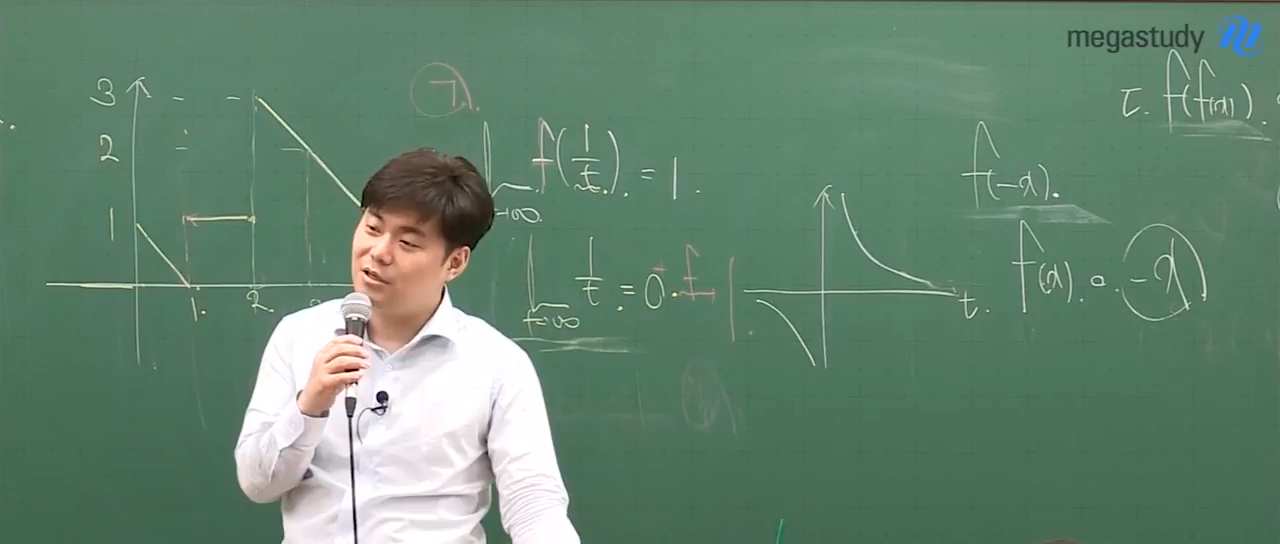 megastudy
ㄱ.
lim f(1/t) = 1.
t→∞
lim 1/t = 0+
t→∞
3
2
1
1.
2
t.
ㄷ. f(f(x)).
f(-x).
f(x) ∘ -x